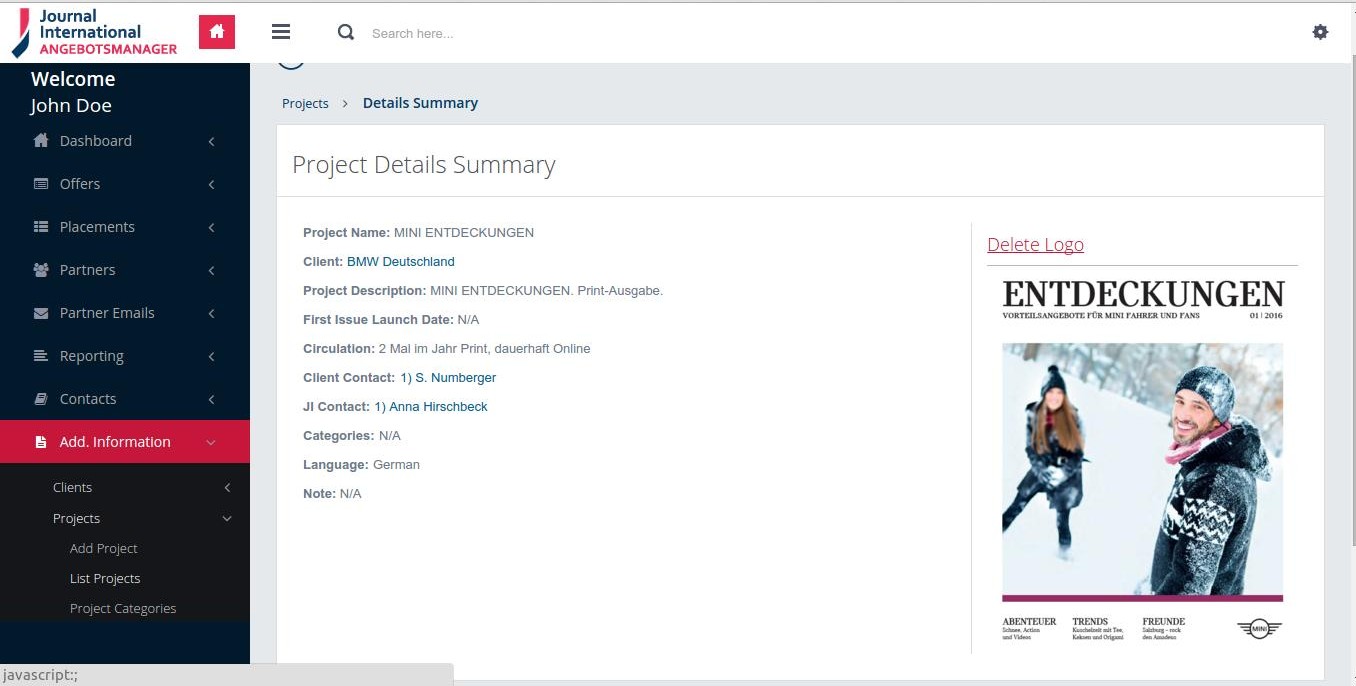 Journal
International
ANGEBOTSMANAGER
Search here...
Welcome
John Doe
Dashboard
Offers
Placements
Partners
Partner Emails
Reporting
Contacts
Add. Information
Clients
Projects
Add Project
List Projects
Project Categories
javascript:;
Projects > Details Summary
Project Details Summary
Project Name: MINI ENTDECKUNGEN
Client: BMW Deutschland
Project Description: MINI ENTDECKUNGEN. Print-Ausgabe.
First Issue Launch Date: N/A
Circulation: 2 Mal im Jahr Print, dauerhaft Online
Client Contact: 1) S. Numberger
JI Contact: 1) Anna Hirschbeck
Categories: N/A
Language: German
Note: N/A
Delete Logo
ENTDECKUNGEN
VORTEILSANGEBOTE FÜR MINI FAHRER UND FANS 01 | 2016
ABENTEUER
Schnee, Action
und Videos
TRENDS
Kuschelzeit mit Tee,
Keksen und Origami
FREUNDE
Salzburg – rock
den Amadeus
MINI